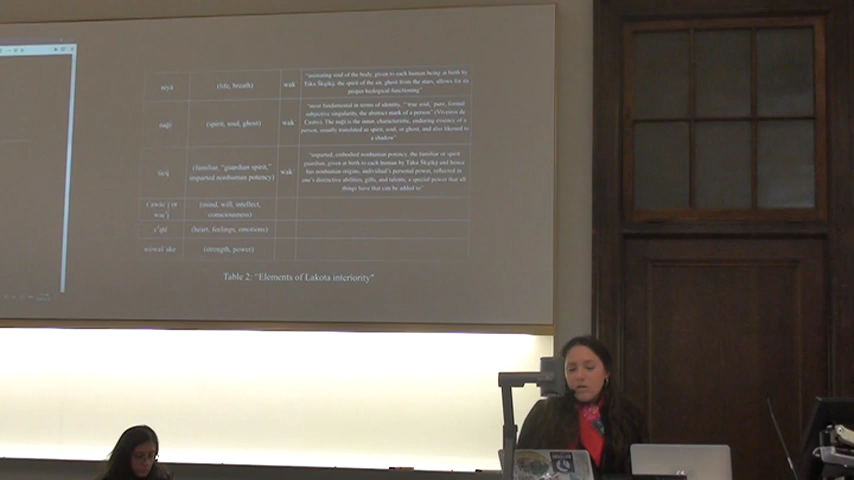 niyá (life, breath) wak "animating soul of the body, given to each human being at birth by
Táku Škąšką, the spirit of the air, ghost from the stars, allows for its
proper biological functioning"
naǧí (spirit, soul, ghost) wak "most fundamental in terms of identity, "'true soul,' pure, formal
subjective singularity, the abstract mark of a person" (Viveiros de
Castro). The naǧí is the inner characteristic, enduring essence of a
person, usually translated as spirit, soul, or ghost, and also likened to
a shadow"
(familiar, "guardian spirit,"
imparted nonhuman potency) wak "imparted, embodied nonhuman potency, the familiar or spirit
guardian, given at birth to each human by Táku Škąšką and hence
has nonhuman origins, individual's personal power, reflected in
one's distinctive abilities, gifts, and talents, a special power that all
things have that can be added to"
or (mind, will, intellect,
consciousness)
(heart, feelings, emotions)
(strength, power)
Table 2: "Elements of Lakota interiority"